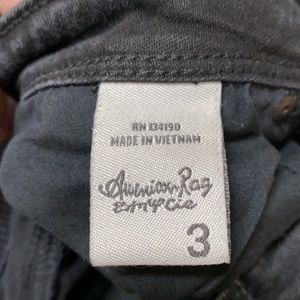 RN 134190
MADE IN VIETNAM
American Rag
Cie
3